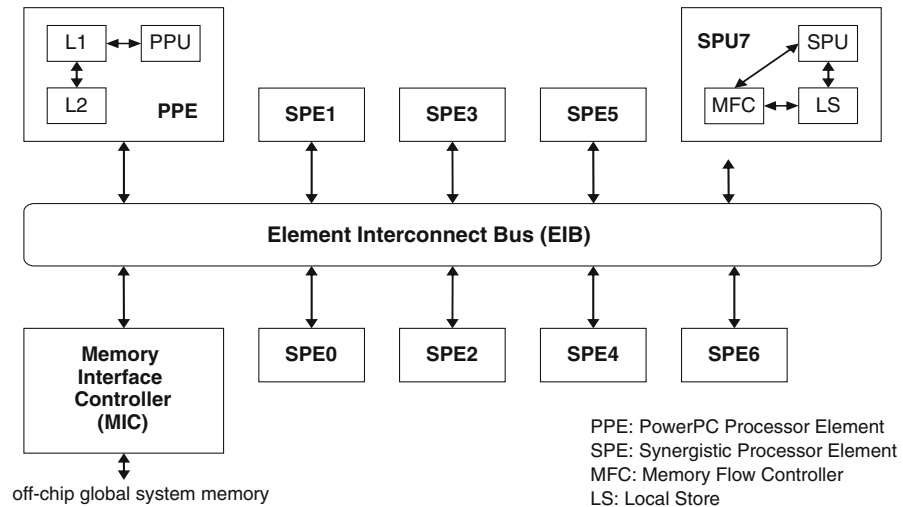 L1
PPU
L2
PPE
SPE1
SPE3
SPE5
SPU7
SPU
MFC
LS
Element Interconnect Bus (EIB)
Memory
Interface
Controller
(MIC)
SPE0
SPE2
SPE4
SPE6
off-chip global system memory
PPE: PowerPC Processor Element
SPE: Synergistic Processor Element
MFC: Memory Flow Controller
LS: Local Store